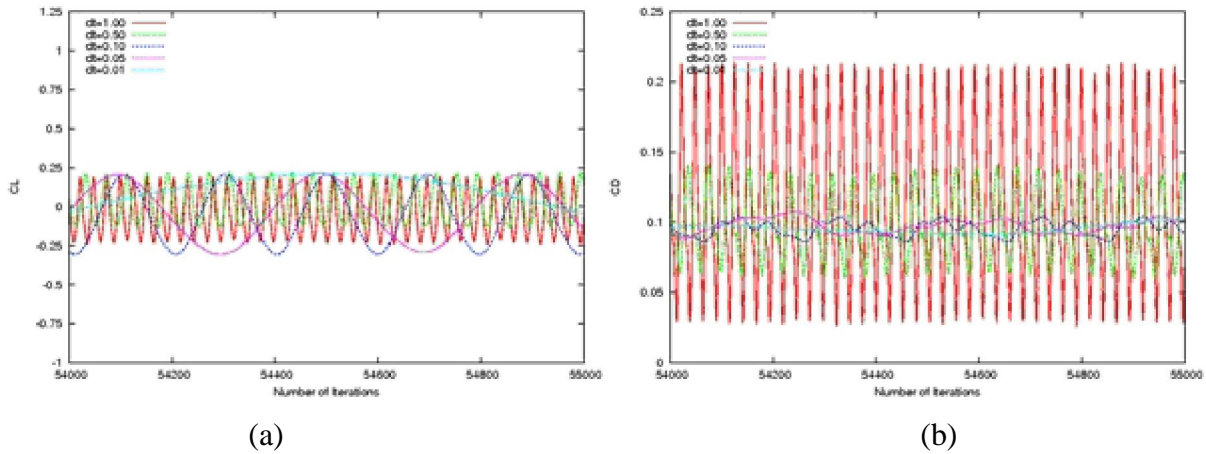 1.25
1
0.75
0.5
0.25
0
-0.25
-0.5
-0.75
-1
CL
dt=1.00
dt=0.50
dt=0.10
dt=0.05
dt=0.01
54000
54200
54400
54600
54800
55000
Number of Iterations
(a)
0.25
0.2
0.15
0.1
0.05
0
CD
dt=1.00
dt=0.50
dt=0.10
dt=0.05
dt=0.01
54000
54200
54400
54600
54800
55000
Number of Iterations
(b)